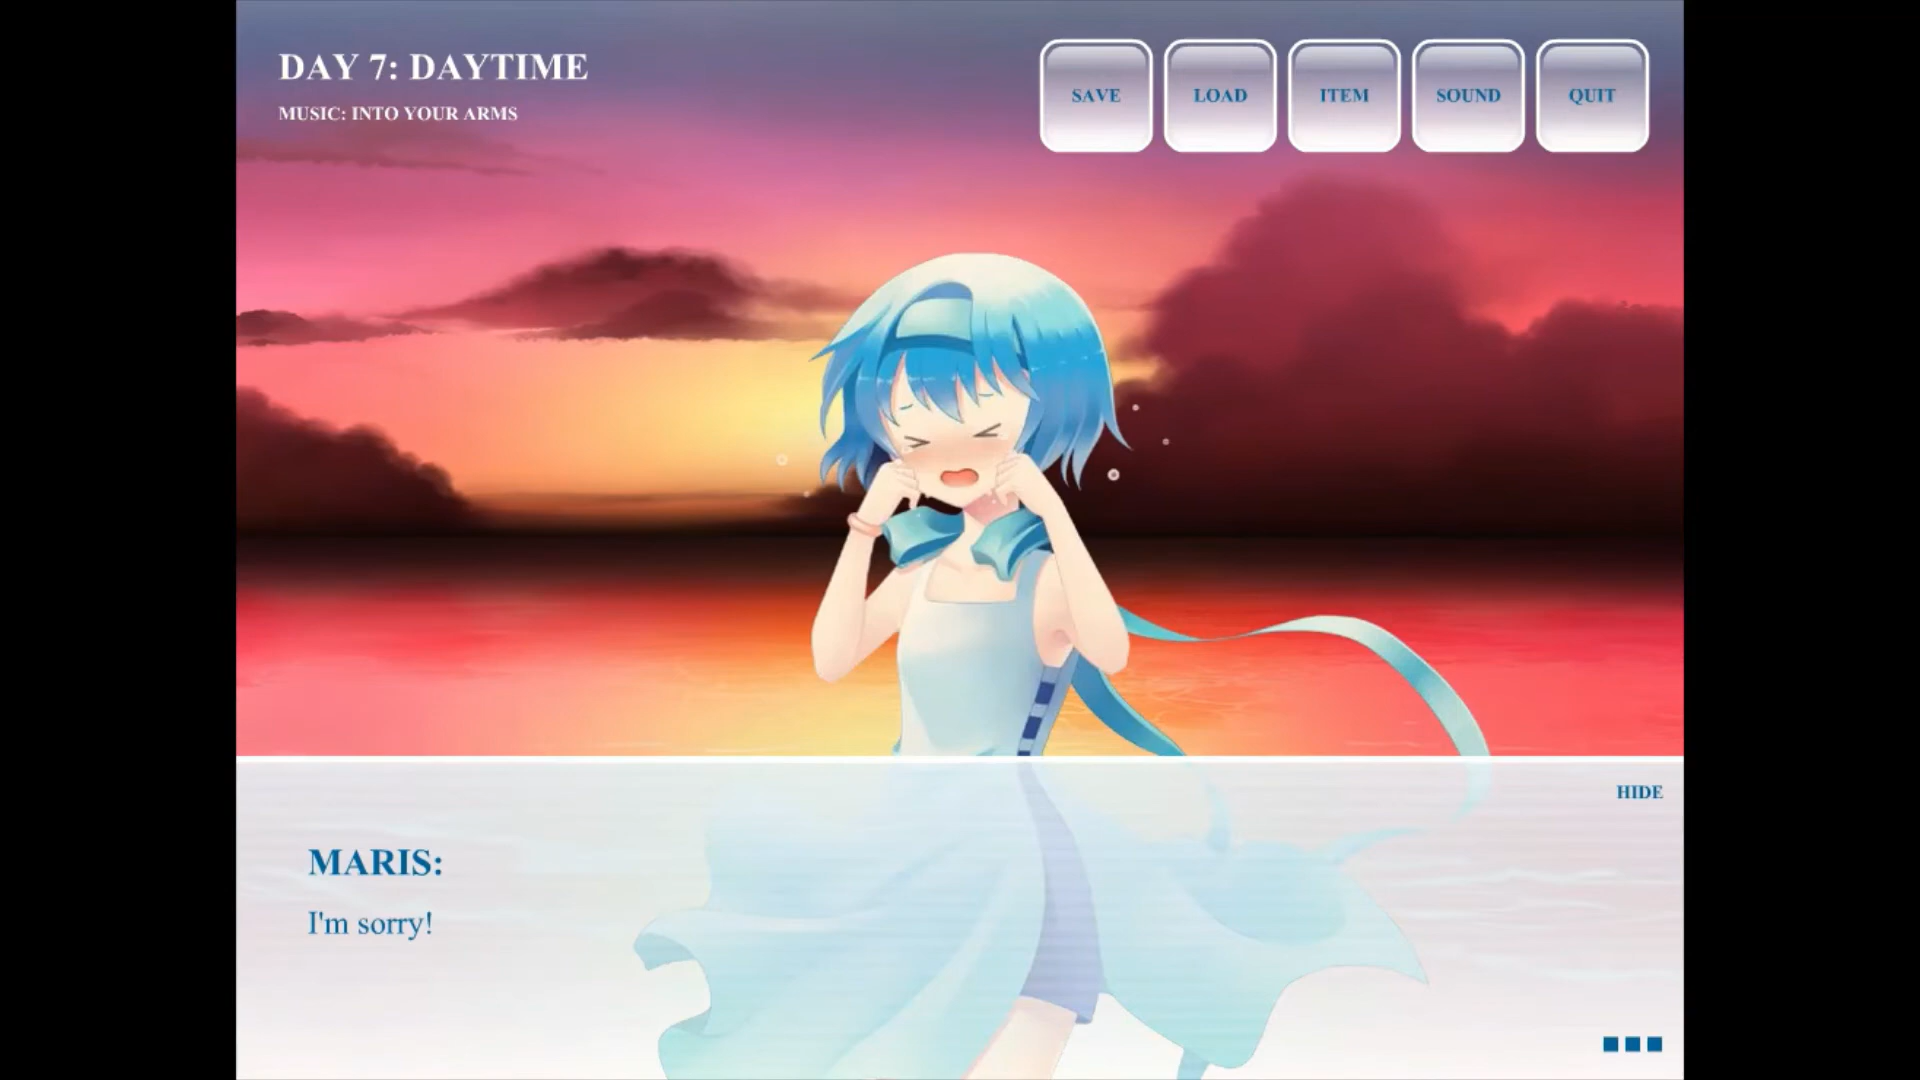 DAY 7: DAYTIME
MUSIC: INTO YOUR ARMS
SAVE
LOAD
ITEM
SOUND
QUIT
HIDE
MARIS:
I'm sorry!